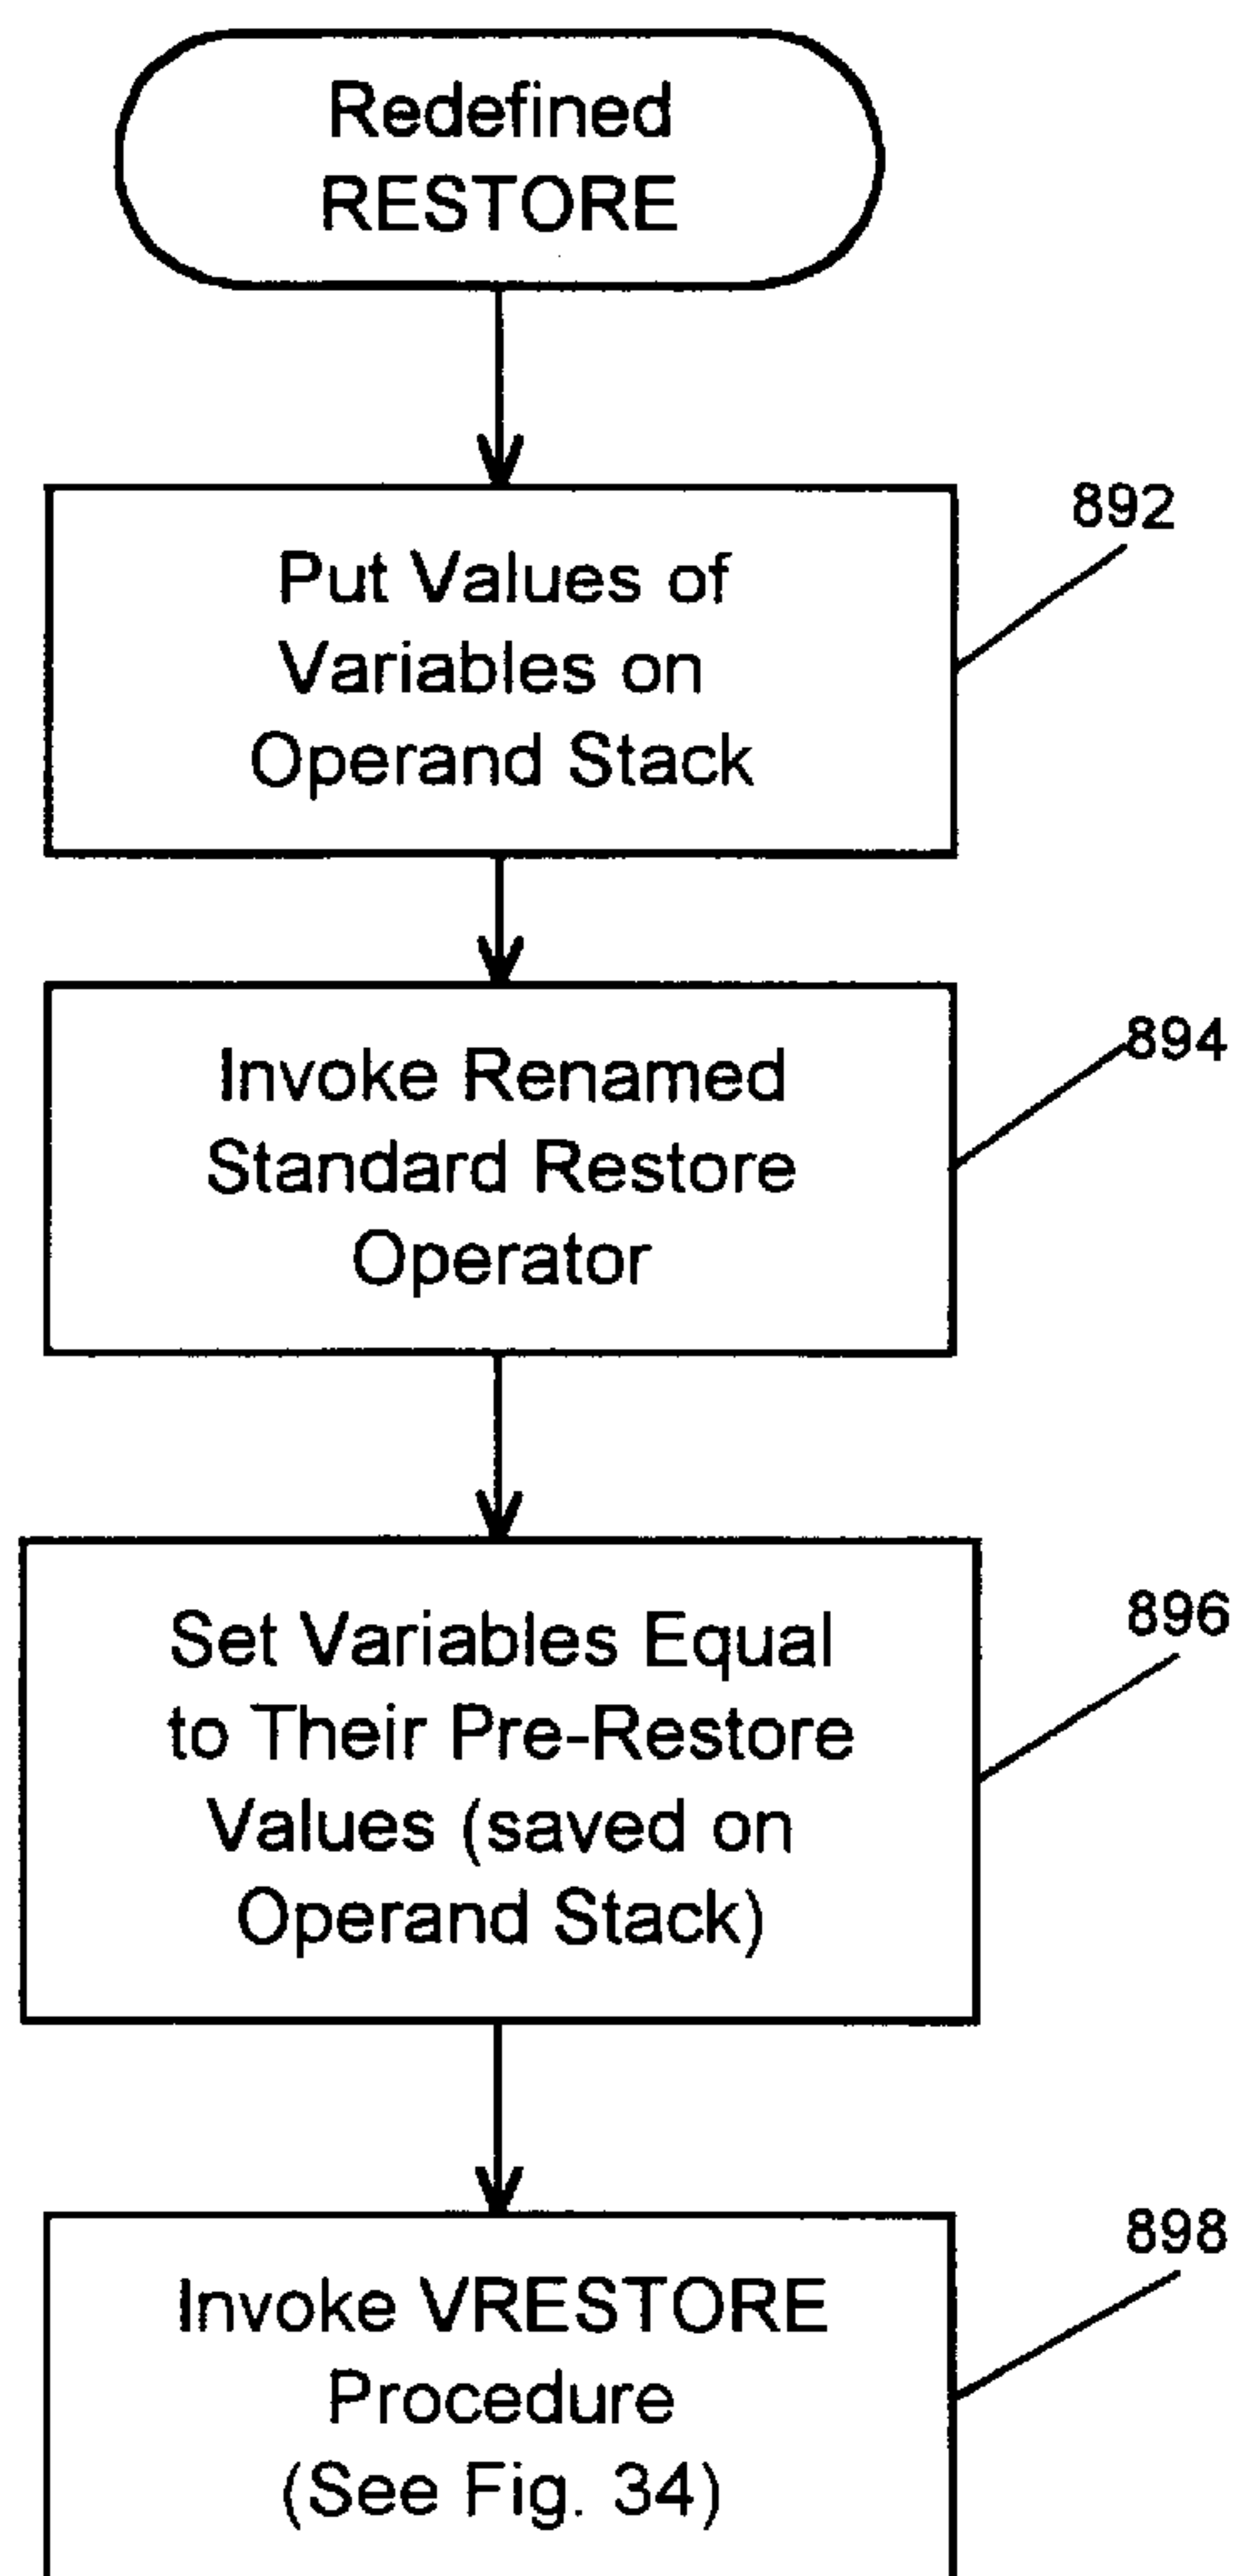 Redefined
RESTORE
892
Put Values of
Variables on
Operand Stack
894
Invoke Renamed
Standard Restore
Operator
896
Set Variables Equal
to Their Pre-Restore
Values (saved on
Operand Stack)
898
Invoke VRESTORE
Procedure
(See Fig. 34)